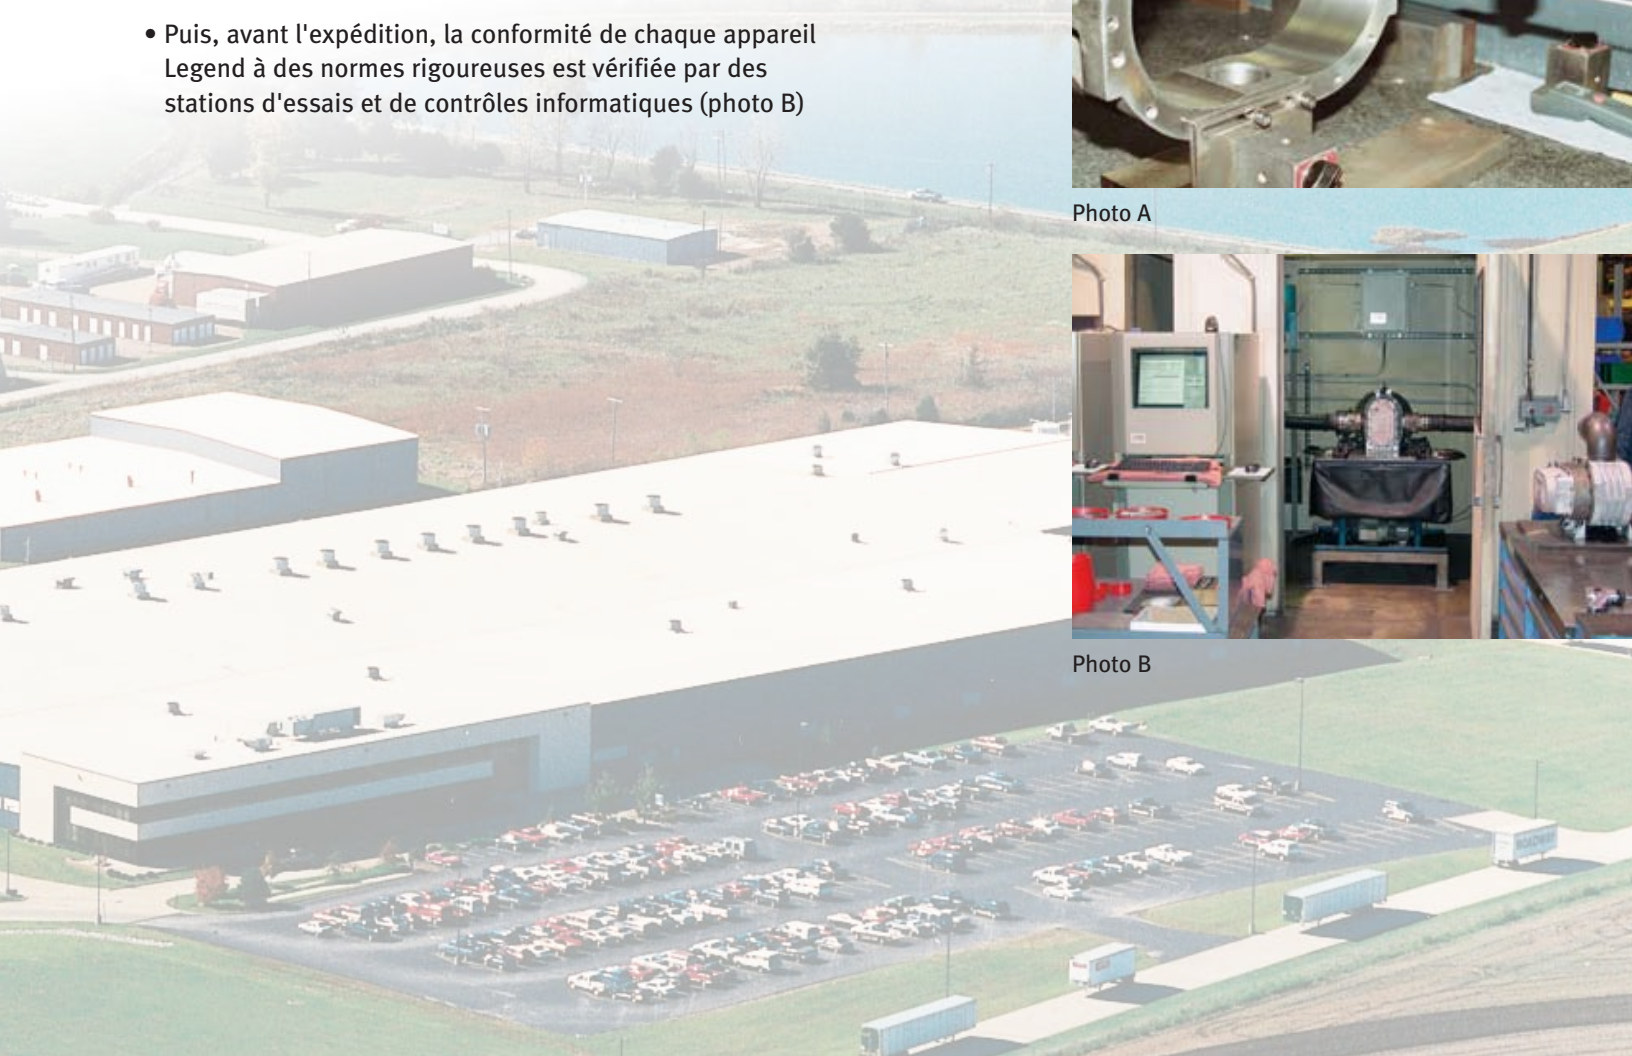 • Puis, avant l'expédition, la conformité de chaque appareil
Legend à des normes rigoureuses est vérifiée par des
stations d'essais et de contrôles informatiques (photo B)
Photo A
Photo B